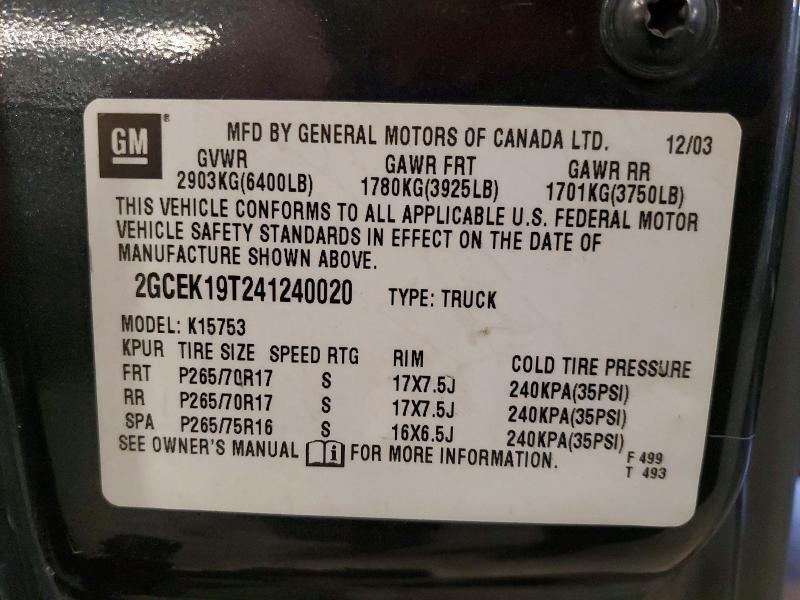 GM®
MFD BY GENERAL MOTORS OF CANADA LTD. 12/03
GVWR GAWR FRT GAWR RR
2903KG(6400LB) 1780KG(3925LB) 1701KG(3750LB)
THIS VEHICLE CONFORMS TO ALL APPLICABLE U.S. FEDERAL MOTOR
VEHICLE SAFETY STANDARDS IN EFFECT ON THE DATE OF
MANUFACTURE SHOWN ABOVE.
2GCEK19T241240020 TYPE: TRUCK
MODEL: K15753
KPUR TIRE SIZE SPEED RTG RIM COLD TIRE PRESSURE
FRT P265/70R17 S 17X7.5J 240KPA(35PSI)
RR P265/70R17 S 17X7.5J 240KPA(35PSI)
SPA P265/75R16 S 16X6.5J 240KPA(35PSI)
SEE OWNER'S MANUAL i FOR MORE INFORMATION.
F 499
T 493